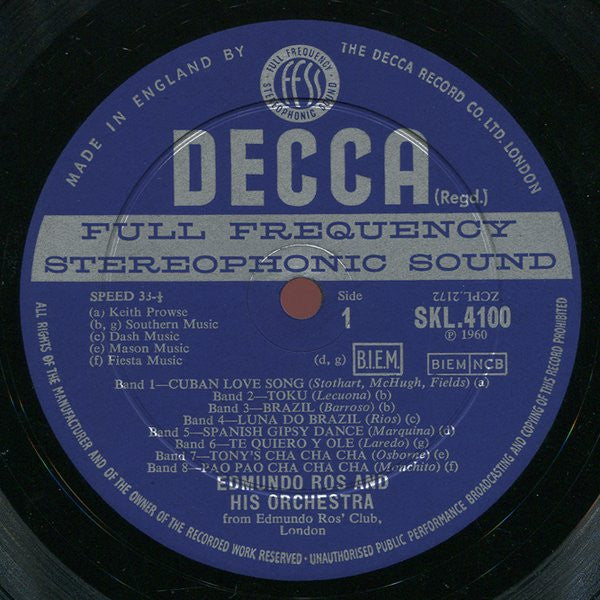 MADE IN ENGLAND BY
THE DECCA RECORD CO. LTD. LONDON
FULL FREQUENCY
STEREOPHONIC SOUND
FFSS
DECCA
(Regd.)
FULL FREQUENCY
STEREOPHONIC SOUND
SPEED 33-⅓
(a) Keith Prowse
(b, g) Southern Music
(c) Dash Music
(e) Mason Music
(f) Fiesta Music
Side
1
ZCPL.2172
SKL.4100
℗ 1960
(d, g) B.I.E.M.
BIEM NCB
Band 1—CUBAN LOVE SONG (Stothart, McHugh, Fields) (a)
Band 2—TOKU (Lecuona) (b)
Band 3—BRAZIL (Barroso) (b)
Band 4—LUNA DO BRAZIL (Rios) (c)
Band 5—SPANISH GIPSY DANCE (Marquina) (d)
Band 6—TE QUIERO Y OLE (Laredo) (g)
Band 7—TONY'S CHA CHA CHA (Osborne) (e)
Band 8—PAO PAO CHA CHA CHA (Monchito) (f)
EDMUNDO ROS AND
HIS ORCHESTRA
from Edmundo Ros' Club,
London
ALL RIGHTS OF THE MANUFACTURER AND OF THE OWNER OF THE RECORDED WORK RESERVED · UNAUTHORISED PUBLIC PERFORMANCE BROADCASTING AND COPYING OF THIS RECORD PROHIBITED